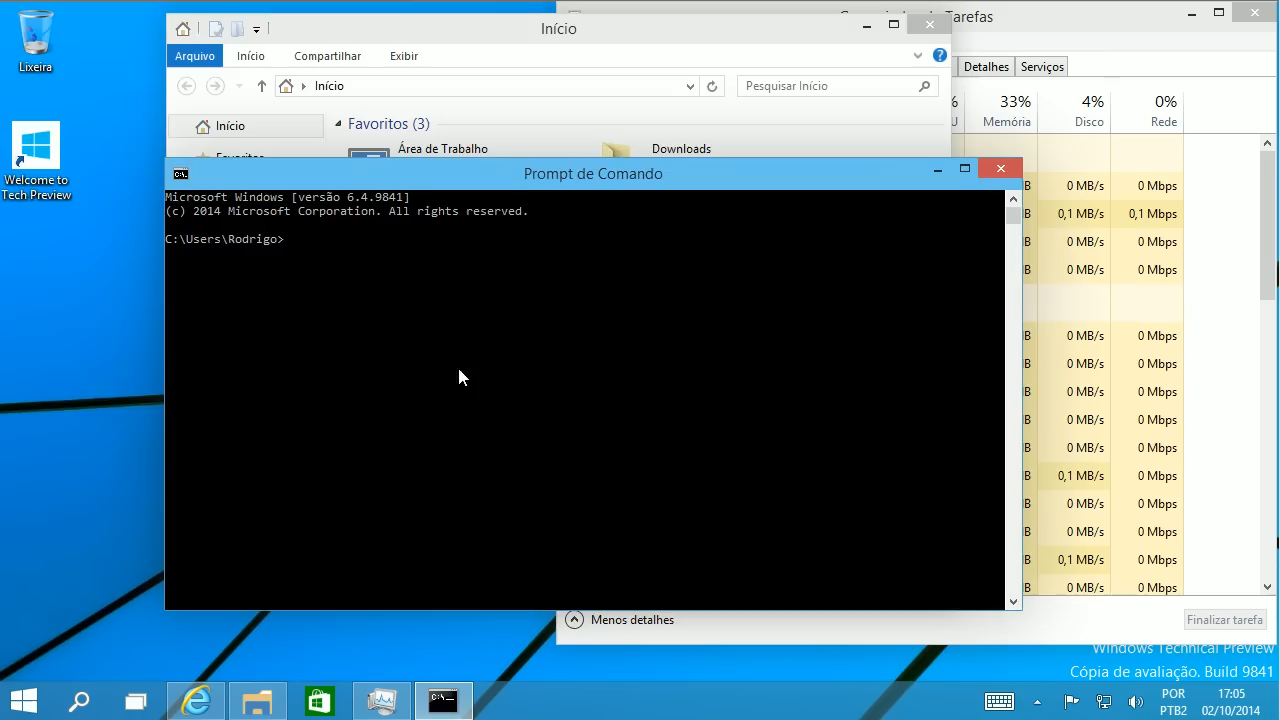 Lixeira
Welcome to
Tech Preview
Início
Arquivo
Início
Compartilhar
Exibir
Início
Pesquisar Início
Início
Favoritos (3)
Área de Trabalho
Downloads
de Tarefas
Detalhes
Serviços
33%
4%
0%
Memória
Disco
Rede
0 MB/s 0 Mbps
0,1 MB/s 0,1 Mbps
0 MB/s 0 Mbps
0 MB/s 0 Mbps
0 MB/s 0 Mbps
0 MB/s 0 Mbps
0 MB/s 0 Mbps
0 MB/s 0 Mbps
0 MB/s 0 Mbps
0,1 MB/s 0 Mbps
0 MB/s 0 Mbps
0 MB/s 0 Mbps
0,1 MB/s 0 Mbps
0 MB/s 0 Mbps
Menos detalhes
Finalizar tarefa
Prompt de Comando
Microsoft Windows [versão 6.4.9841]
(c) 2014 Microsoft Corporation. All rights reserved.
C:\Users\Rodrigo>
Windows Technical Preview
Cópia de avaliação. Build 9841
POR
PTB2
17:05
02/10/2014